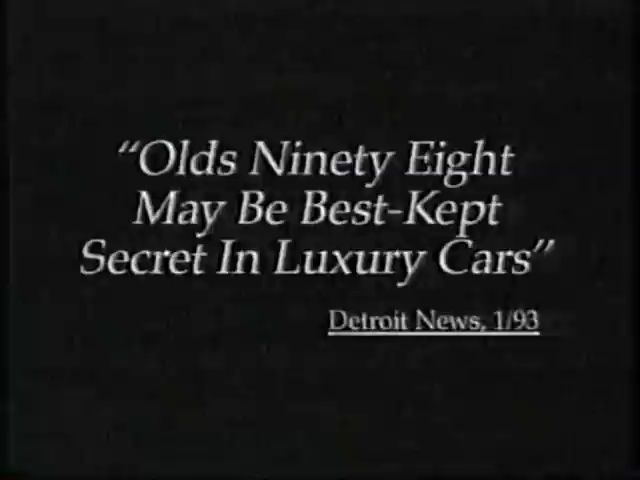 “Olds Ninety Eight
May Be Best-Kept
Secret In Luxury Cars”
Detroit News, 1/93